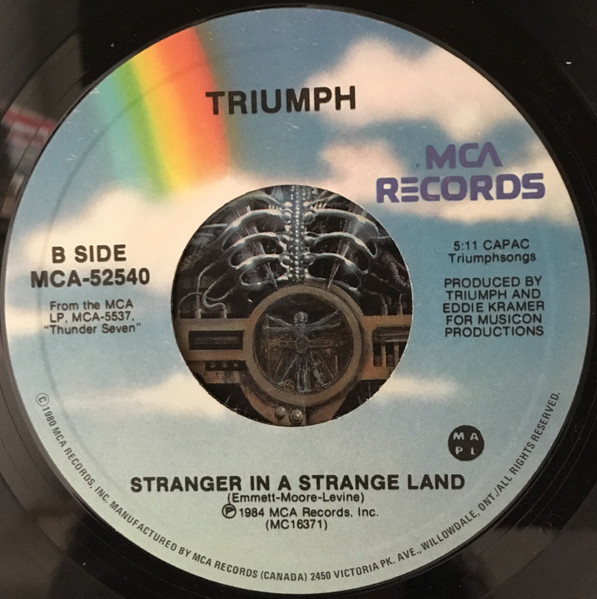 TRIUMPH
MCA
RECORDS
B SIDE
MCA-52540
From the MCA
LP, MCA-5537,
"Thunder Seven"
5:11 CAPAC
Triumphsongs
PRODUCED BY
TRIUMPH AND
EDDIE KRAMER
FOR MUSICON
PRODUCTIONS
M A
P L
STRANGER IN A STRANGE LAND
(Emmett-Moore-Levine)
Ⓟ1984 MCA Records, Inc.
(MC16371)
©1980 MCA RECORDS, INC. MANUFACTURED BY MCA RECORDS (CANADA) 2450 VICTORIA PK. AVE., WILLOWDALE, ONT./ALL RIGHTS RESERVED.